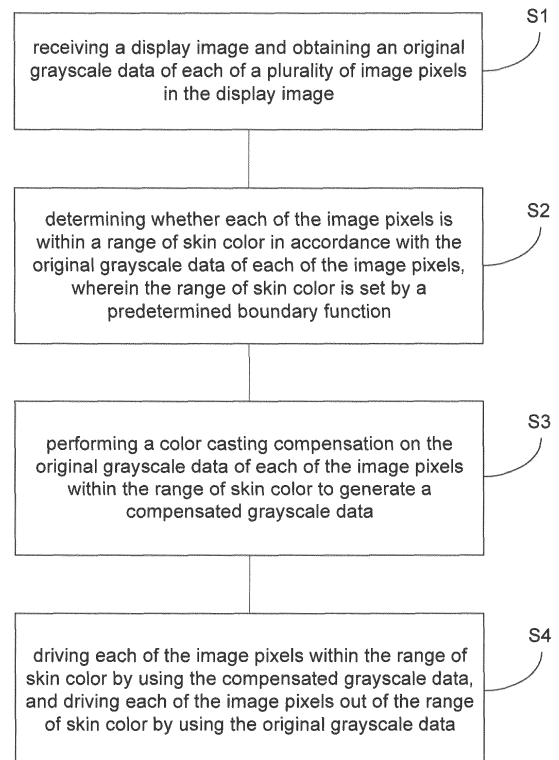 S1
receiving a display image and obtaining an original
grayscale data of each of a plurality of image pixels
in the display image
S2
determining whether each of the image pixels is
within a range of skin color in accordance with the
original grayscale data of each of the image pixels,
wherein the range of skin color is set by a
predetermined boundary function
S3
performing a color casting compensation on the
original grayscale data of each of the image pixels
within the range of skin color to generate a
compensated grayscale data
S4
driving each of the image pixels within the range of
skin color by using the compensated grayscale data,
and driving each of the image pixels out of the range
of skin color by using the original grayscale data